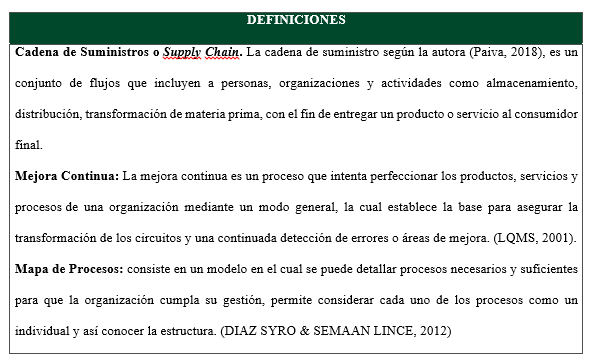 DEFINICIONES
Cadena de Suministros o Supply Chain. La cadena de suministro según la autora (Paiva, 2018), es un
conjunto de flujos que incluyen a personas, organizaciones y actividades como almacenamiento,
distribución, transformación de materia prima, con el fin de entregar un producto o servicio al consumidor
final.
Mejora Continua: La mejora continua es un proceso que intenta perfeccionar los productos, servicios y
procesos de una organización mediante un modo general, la cual establece la base para asegurar la
transformación de los circuitos y una continuada detección de errores o áreas de mejora. (LQMS, 2001).
Mapa de Procesos: consiste en un modelo en el cual se puede detallar procesos necesarios y suficientes
para que la organización cumpla su gestión, permite considerar cada uno de los procesos como un
individual y así conocer la estructura. (DIAZ SYRO & SEMAAN LINCE, 2012)